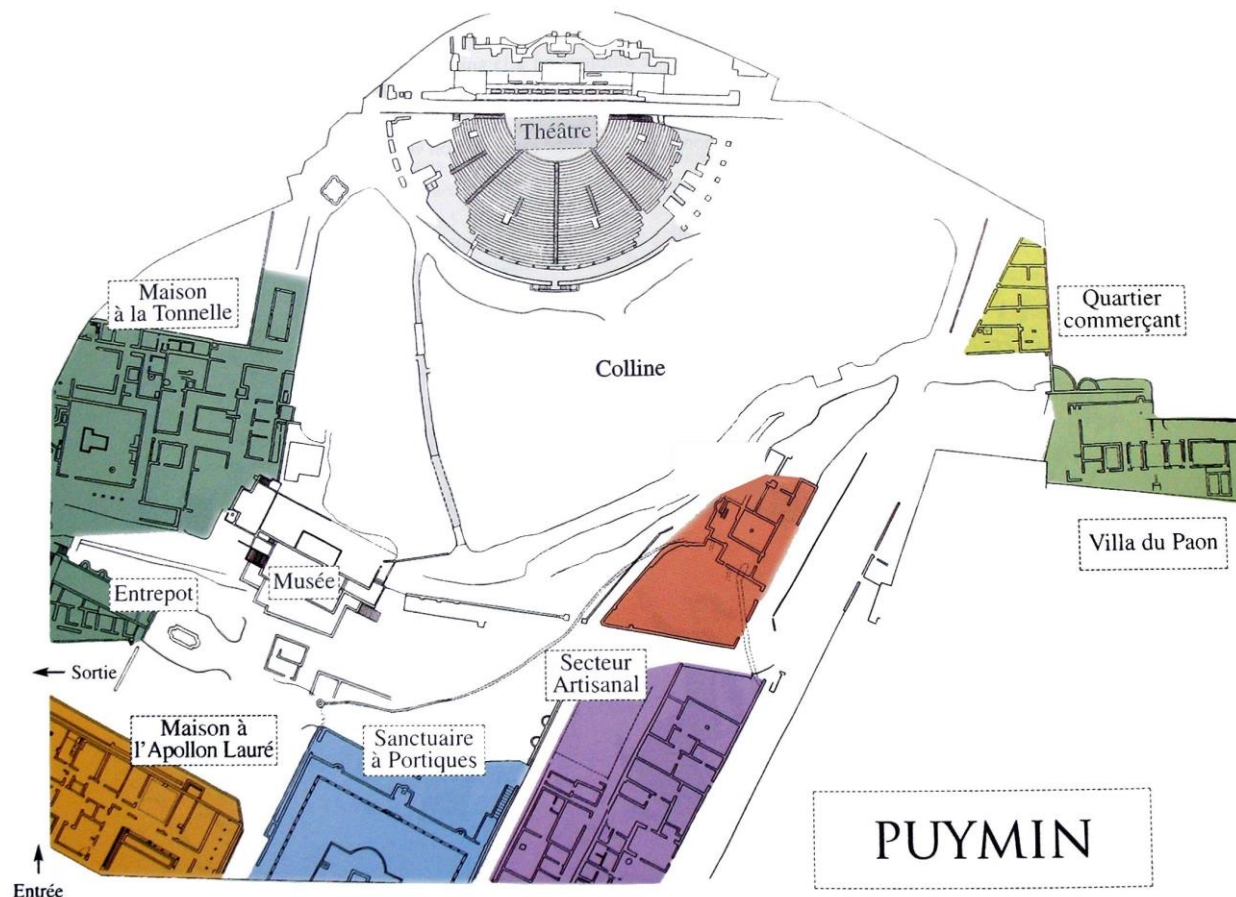 Théâtre
Maison
à la Tonnelle
Quartier
commerçant
Colline
Villa du Paon
Musée
Entrepot
Sortie
Secteur
Artisanal
Maison à
l'Apollon Lauré
Sanctuaire
à Portiques
PUYMIN
Entrée